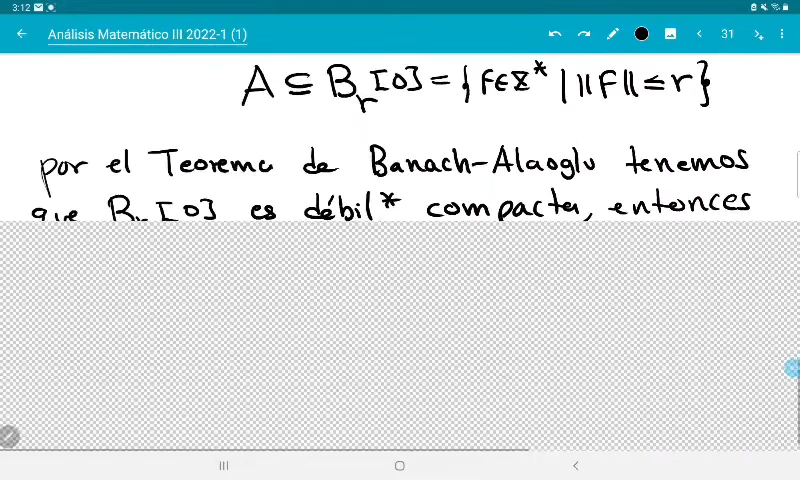 3:12
Análisis Matemático III 2022-1 (1)
31
A ⊆ B_r[0] = { f ∈ X* | ||f|| ≤ r }
por el Teorema de Banach-Alaoglu tenemos
que B_r[0] es débil* compacta, entonces